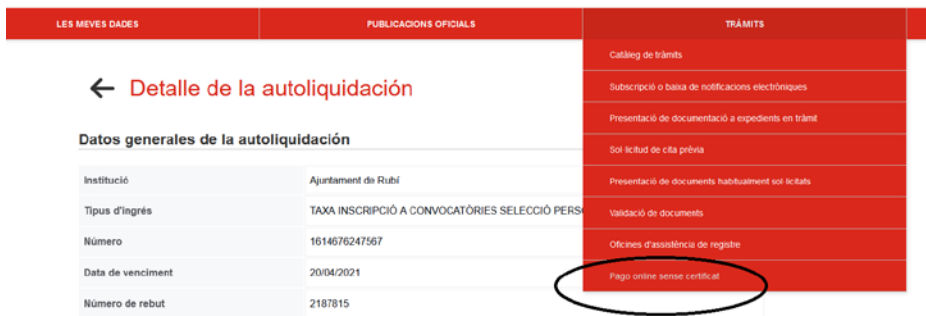 LES MEVES DADES
PUBLICACIONS OFICIALS
TRÀMITS
Catàleg de tràmits
Subscripció o baixa de notificacions electròniques
Presentació de documentació a expedients en tràmit
Sol·licitud de cita prèvia
Presentació de documents habitualment sol·licitats
Validació de documents
Oficines d'assistència de registre
Pago online sense certificat
Detalle de la autoliquidación
Datos generales de la autoliquidación
Institució Ajuntament de Rubí
Tipus d'ingrés TAXA INSCRIPCIÓ A CONVOCATÒRIES SELECCIÓ PERS
Número 1614676247567
Data de venciment 20/04/2021
Número de rebut 2187815